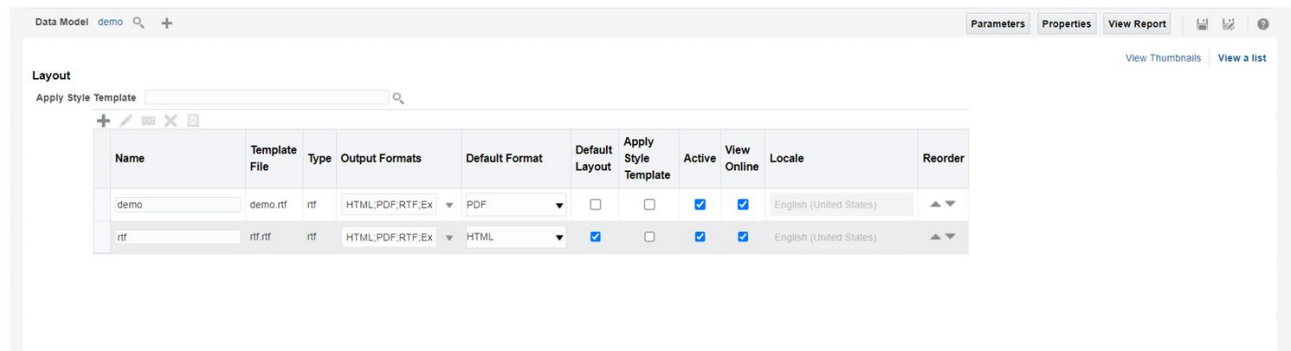 Data Model demo Parameters Properties View Report
View Thumbnails View a list
Layout
Apply Style Template
Name Template File Type Output Formats Default Format Default Layout Apply Style Template Active View Online Locale Reorder
demo demo.rtf rtf HTML;PDF;RTF;Ex PDF English (United States)
rtf rtf.rtf rtf HTML;PDF;RTF;Ex HTML English (United States)